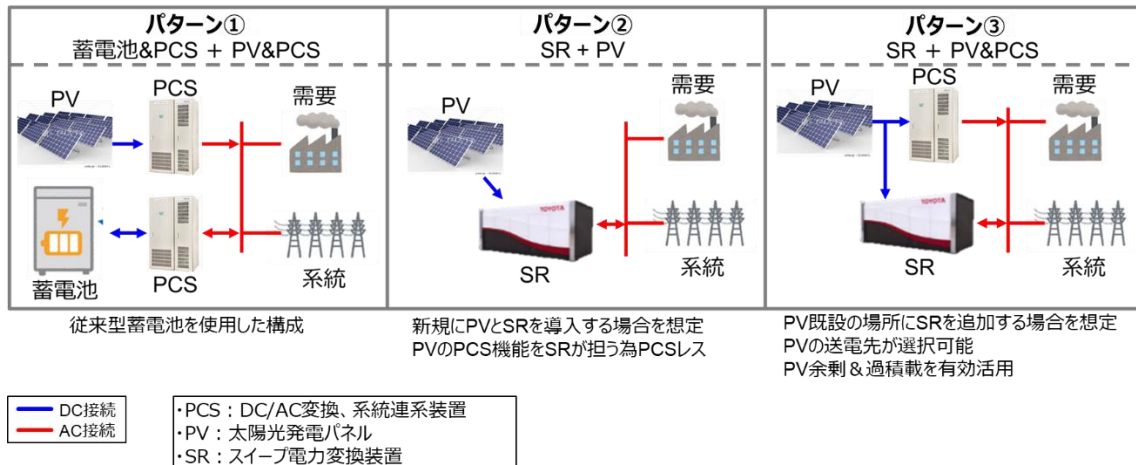 パターン①
蓄電池&PCS + PV&PCS
PV
PCS
需要
蓄電池
PCS
系統
従来型蓄電池を使用した構成
パターン②
SR + PV
PV
需要
TOYOTA
SR
系統
新規にPVとSRを導入する場合を想定
PVのPCS機能をSRが担う為PCSレス
パターン③
SR + PV&PCS
PV
PCS
需要
TOYOTA
SR
系統
PV既設の場所にSRを追加する場合を想定
PVの送電先が選択可能
PV余剰&過積載を有効活用
DC接続
AC接続
・PCS:DC/AC変換、系統連系装置
・PV:太陽光発電パネル
・SR:スイープ電力変換装置